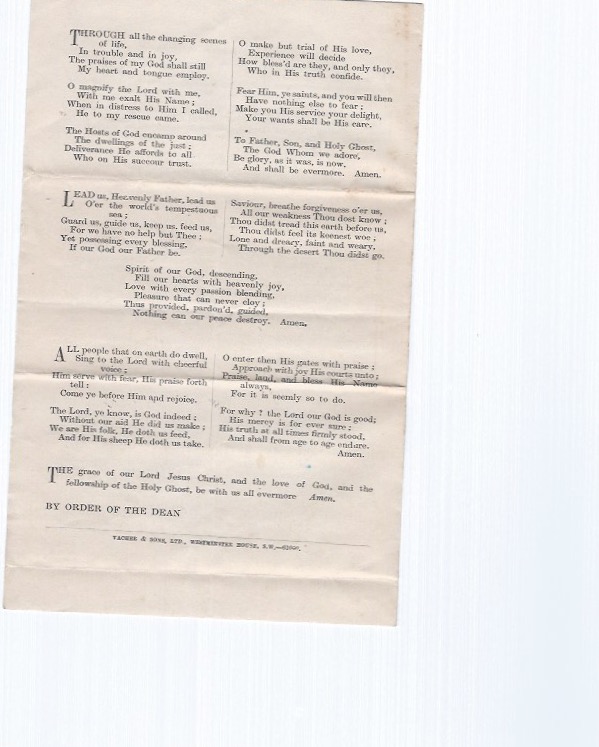 THROUGH all the changing scenes
of life,
In trouble and in joy,
The praises of my God shall still
My heart and tongue employ.
O magnify the Lord with me,
With me exalt His Name;
When in distress to Him I called,
He to my rescue came.
The Hosts of God encamp around
The dwellings of the just;
Deliverance He affords to all
Who on His succour trust.
O make but trial of His love,
Experience will decide
How bless'd are they, and only they,
Who in His truth confide.
Fear Him, ye saints, and you will then
Have nothing else to fear;
Make you His service your delight,
Your wants shall be His care.
To Father, Son, and Holy Ghost,
The God Whom we adore,
Be glory, as it was, is now,
And shall be evermore. Amen.
LEAD us, Heavenly Father, lead us
O'er the world's tempestuous
sea;
Guard us, guide us, keep us, feed us,
For we have no help but Thee;
Yet possessing every blessing,
If our God our Father be.
Saviour, breathe forgiveness o'er us,
All our weakness Thou dost know;
Thou didst tread this earth before us,
Thou didst feel its keenest woe;
Lone and dreary, faint and weary,
Through the desert Thou didst go.
Spirit of our God, descending,
Fill our hearts with heavenly joy,
Love with every passion blending,
Pleasure that can never cloy;
Thus provided, pardon'd, guided,
Nothing can our peace destroy. Amen.
ALL people that on earth do dwell,
Sing to the Lord with cheerful
voice;
Him serve with fear, His praise forth
tell;
Come ye before Him and rejoice.
The Lord, ye know, is God indeed;
Without our aid He did us make;
We are His folk, He doth us feed,
And for His sheep He doth us take.
O enter then His gates with praise;
Approach with joy His courts unto;
Praise, laud, and bless His Name
always,
For it is seemly so to do.
For why? the Lord our God is good;
His mercy is for ever sure;
His truth at all times firmly stood,
And shall from age to age endure.
Amen.
THE grace of our Lord Jesus Christ, and the love of God, and the
fellowship of the Holy Ghost, be with us all evermore Amen.
BY ORDER OF THE DEAN
VACHER & SONS, LTD., WESTMINSTER HOUSE, S.W.